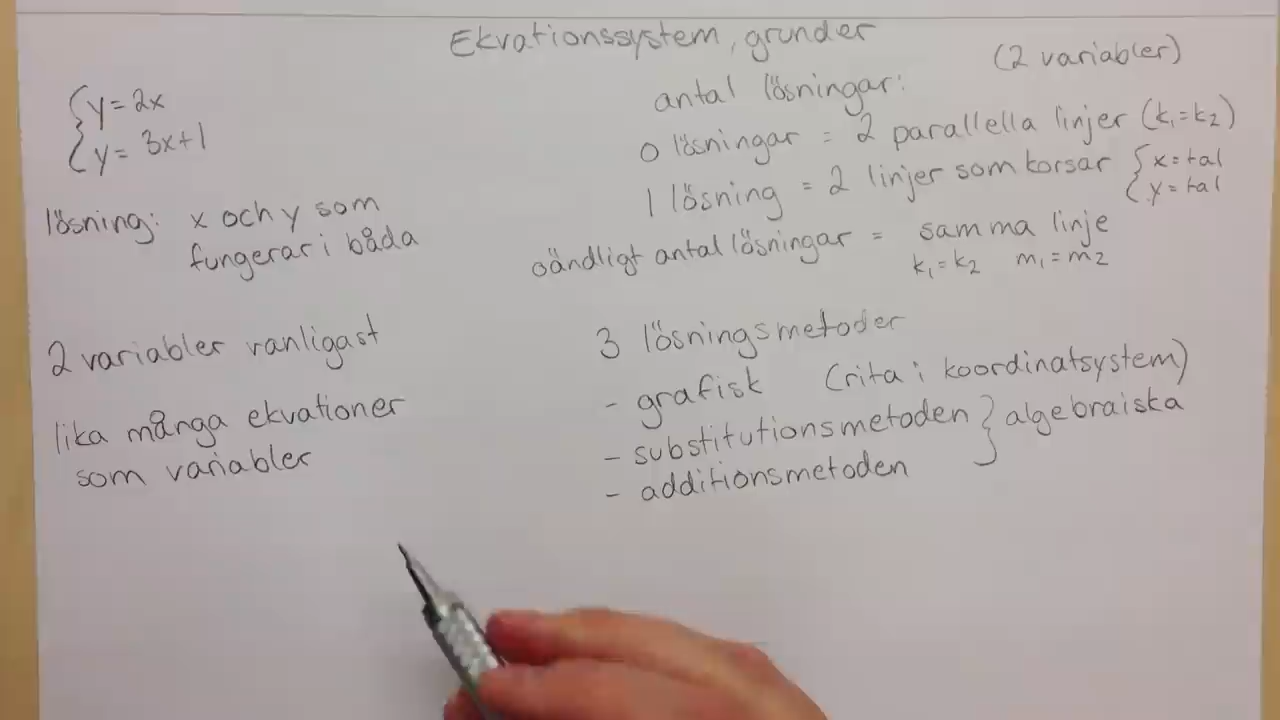 Ekvationssystem, grunder
{ y = 2x
{ y = 3x+1
lösning: x och y som
fungerar i båda
2 variabler vanligast
lika många ekvationer
som variabler
(2 variabler)
antal lösningar:
0 lösningar = 2 parallella linjer (k₁=k₂)
1 lösning = 2 linjer som korsar { x = tal
{ y = tal
oändligt antal lösningar = samma linje
k₁=k₂ m₁=m₂
3 lösningsmetoder
- grafisk (rita i koordinatsystem)
- substitutionsmetoden } algebraiska
- additionsmetoden